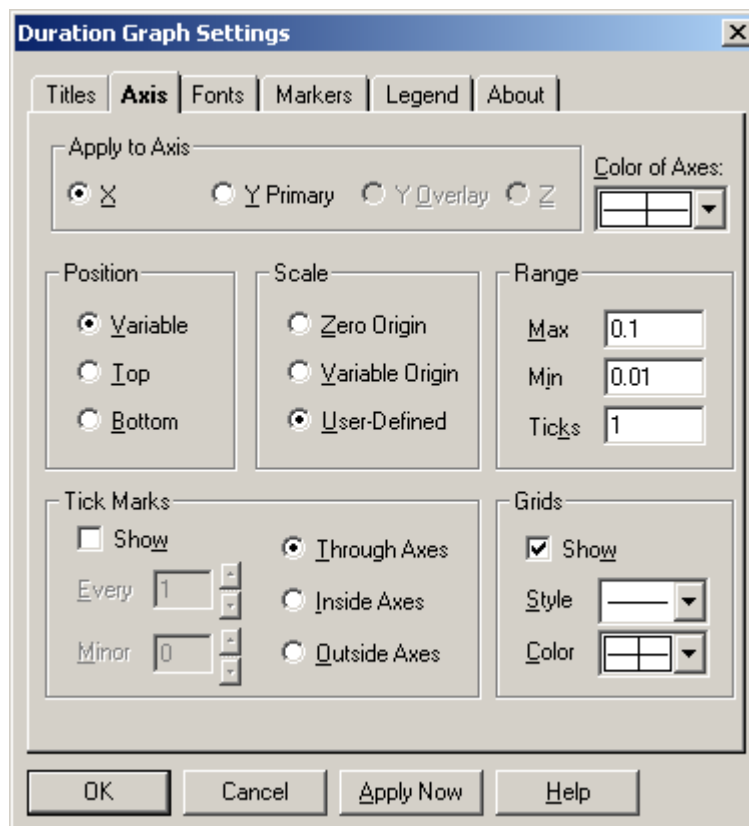 Duration Graph Settings
Titles Axis Fonts Markers Legend About
Apply to Axis
X Y Primary Y Overlay Z
Color of Axes:
Position
Variable
Top
Bottom
Scale
Zero Origin
Variable Origin
User-Defined
Range
Max 0.1
Min 0.01
Ticks 1
Tick Marks
Show
Every 1
Minor 0
Through Axes
Inside Axes
Outside Axes
Grids
Show
Style
Color
OK Cancel Apply Now Help